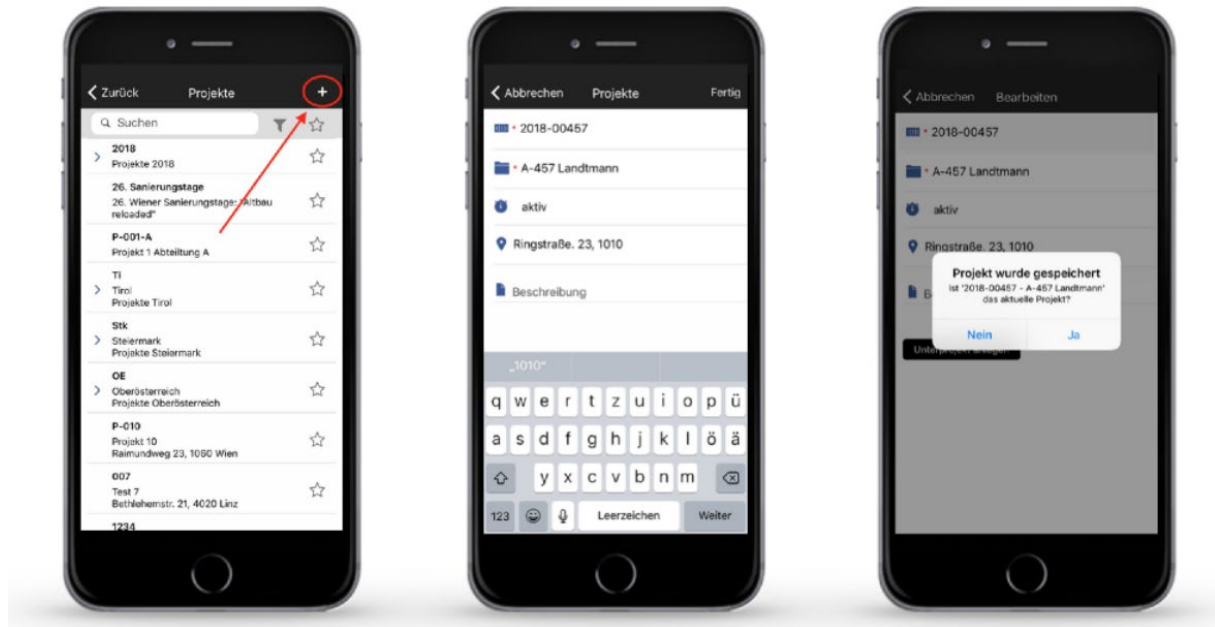 Zurück Projekte +
Suchen
2018
Projekte 2018
26. Sanierungstage
26. Wiener Sanierungstage: "Altbau
reloaded"
P-001-A
Projekt 1 Abteiltung A
Ti
Tirol
Projekte Tirol
Stk
Steiermark
Projekte Steiermark
OE
Oberösterreich
Projekte Oberösterreich
P-010
Projekt 10
Raimundweg 23, 1060 Wien
007
Test 7
Bethlehemstr. 21, 4020 Linz
1234
Abbrechen Projekte Fertig
* 2018-00457
* A-457 Landtmann
aktiv
Ringstraße. 23, 1010
Beschreibung
„1010“
q w e r t z u i o p ü
a s d f g h j k l ö ä
y x c v b n m
123 Leerzeichen Weiter
Abbrechen Bearbeiten
* 2018-00457
* A-457 Landtmann
aktiv
Ringstraße. 23, 1010
Projekt wurde gespeichert
Ist '2018-00457 - A-457 Landtmann'
das aktuelle Projekt?
Nein Ja